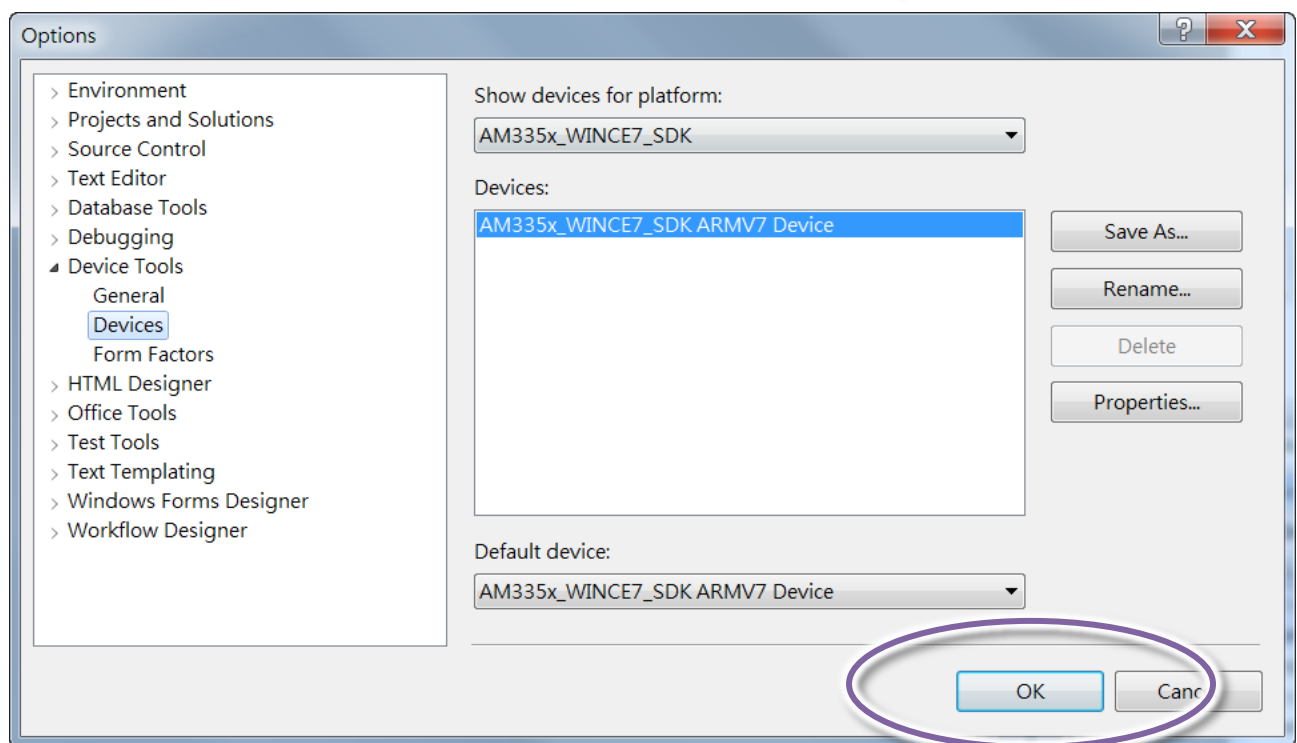 Options
Environment
Projects and Solutions
Source Control
Text Editor
Database Tools
Debugging
Device Tools
General
Devices
Form Factors
HTML Designer
Office Tools
Test Tools
Text Templating
Windows Forms Designer
Workflow Designer
Show devices for platform:
AM335x_WINCE7_SDK
Devices:
AM335x_WINCE7_SDK ARMV7 Device
Save As...
Rename...
Delete
Properties...
Default device:
AM335x_WINCE7_SDK ARMV7 Device
OK
Canc